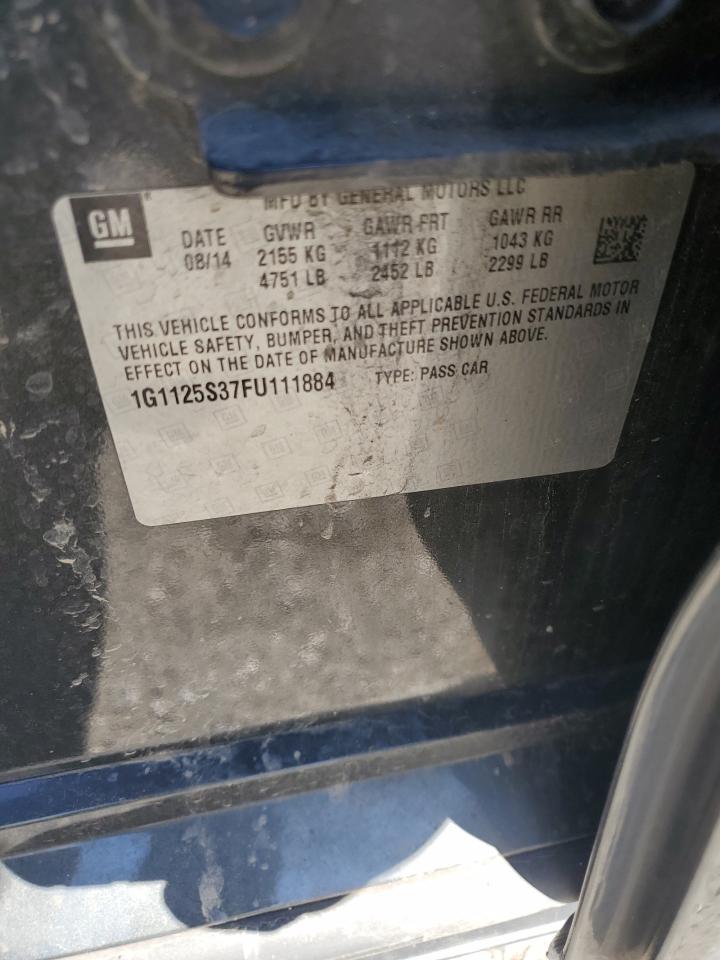 GM
MFD BY GENERAL MOTORS LLC
DATE GVWR GAWR FRT GAWR RR
08/14 2155 KG 1112 KG 1043 KG
4751 LB 2452 LB 2299 LB
THIS VEHICLE CONFORMS TO ALL APPLICABLE U.S. FEDERAL MOTOR
VEHICLE SAFETY, BUMPER, AND THEFT PREVENTION STANDARDS IN
EFFECT ON THE DATE OF MANUFACTURE SHOWN ABOVE.
1G1125S37FU111884 TYPE: PASS CAR